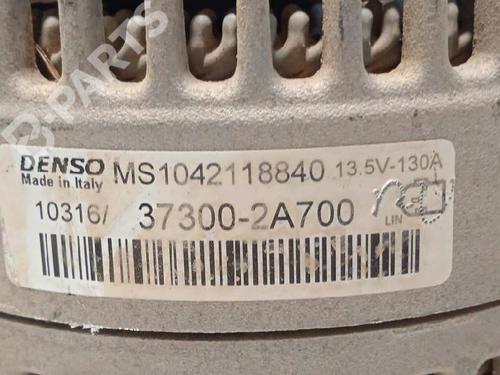 B-PARTS
DENSO MS1042118840 13.5V-130A
Made in Italy
10316/ 37300-2A700
LIN